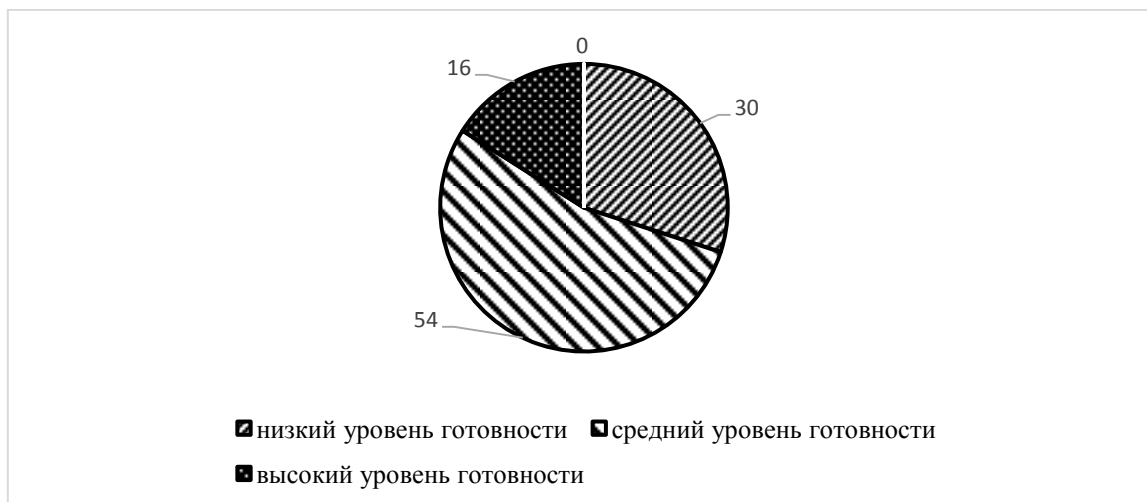 0
16
30
54
низкий уровень готовности средний уровень готовности
высокий уровень готовности